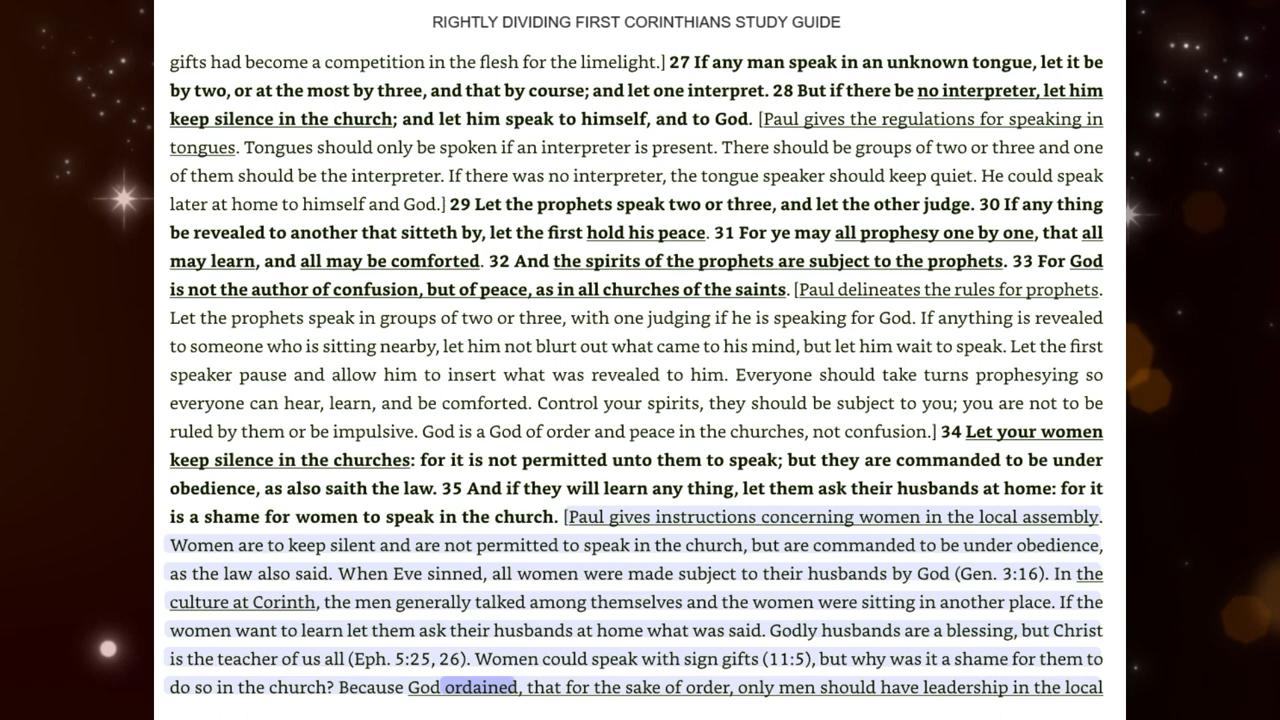 RIGHTLY DIVIDING FIRST CORINTHIANS STUDY GUIDE
gifts had become a competition in the flesh for the limelight.] 27 If any man speak in an unknown tongue, let it be
by two, or at the most by three, and that by course; and let one interpret. 28 But if there be no interpreter, let him
keep silence in the church; and let him speak to himself, and to God. [Paul gives the regulations for speaking in
tongues. Tongues should only be spoken if an interpreter is present. There should be groups of two or three and one
of them should be the interpreter. If there was no interpreter, the tongue speaker should keep quiet. He could speak
later at home to himself and God.] 29 Let the prophets speak two or three, and let the other judge. 30 If any thing
be revealed to another that sitteth by, let the first hold his peace. 31 For ye may all prophesy one by one, that all
may learn, and all may be comforted. 32 And the spirits of the prophets are subject to the prophets. 33 For God
is not the author of confusion, but of peace, as in all churches of the saints. [Paul delineates the rules for prophets.
Let the prophets speak in groups of two or three, with one judging if he is speaking for God. If anything is revealed
to someone who is sitting nearby, let him not blurt out what came to his mind, but let him wait to speak. Let the first
speaker pause and allow him to insert what was revealed to him. Everyone should take turns prophesying so
everyone can hear, learn, and be comforted. Control your spirits, they should be subject to you; you are not to be
ruled by them or be impulsive. God is a God of order and peace in the churches, not confusion.] 34 Let your women
keep silence in the churches: for it is not permitted unto them to speak; but they are commanded to be under
obedience, as also saith the law. 35 And if they will learn any thing, let them ask their husbands at home: for it
is a shame for women to speak in the church. [Paul gives instructions concerning women in the local assembly.
Women are to keep silent and are not permitted to speak in the church, but are commanded to be under obedience,
as the law also said. When Eve sinned, all women were made subject to their husbands by God (Gen. 3:16). In the
culture at Corinth, the men generally talked among themselves and the women were sitting in another place. If the
women want to learn let them ask their husbands at home what was said. Godly husbands are a blessing, but Christ
is the teacher of us all (Eph. 5:25, 26). Women could speak with sign gifts (11:5), but why was it a shame for them to
do so in the church? Because God ordained, that for the sake of order, only men should have leadership in the local